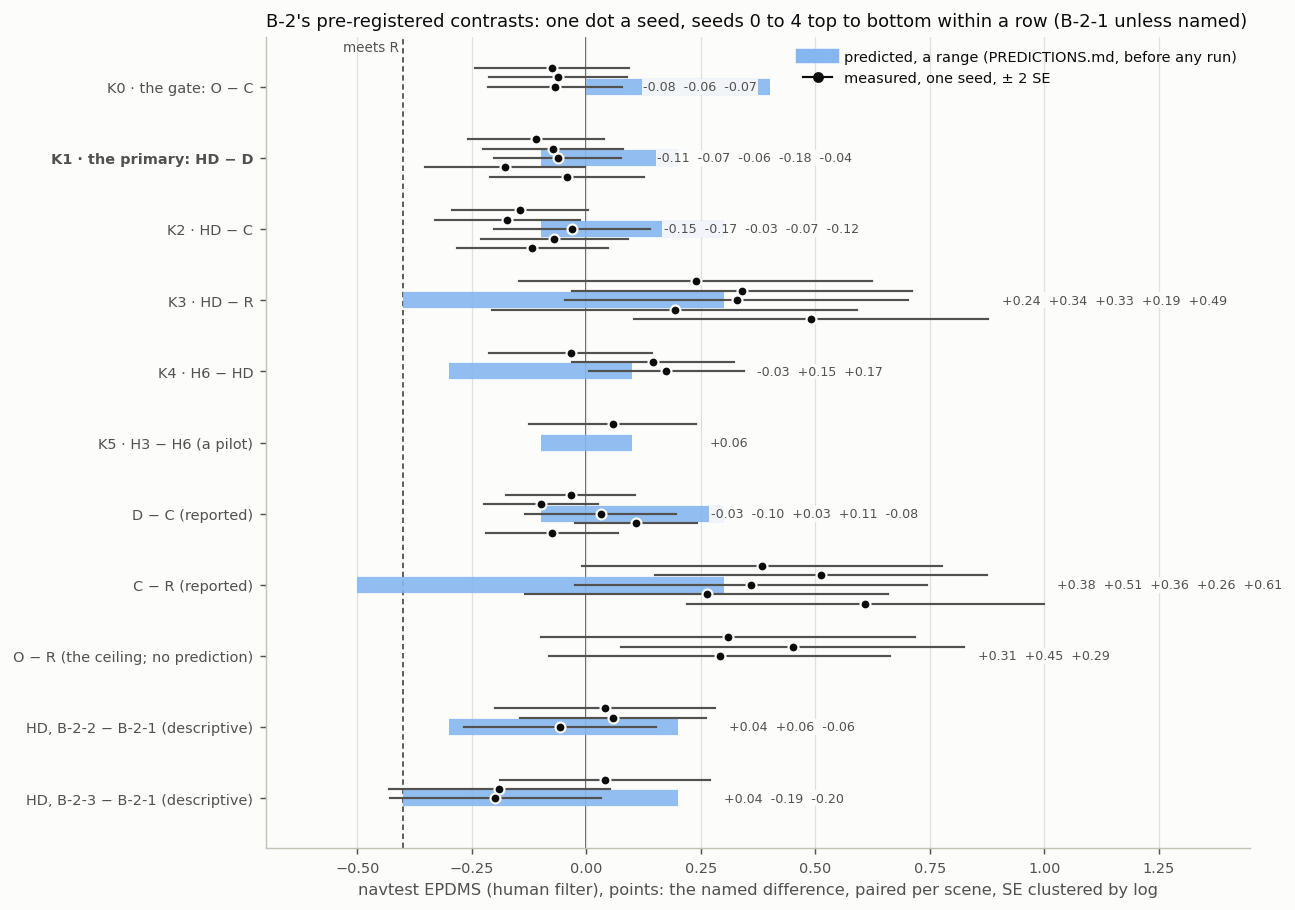 B-2's pre-registered contrasts: one dot a seed, seeds 0 to 4 top to bottom within a row (B-2-1 unless named)
meets R
predicted, a range (PREDICTIONS.md, before any run)
measured, one seed, ± 2 SE
K0 · the gate: O − C
-0.08 -0.06 -0.07
K1 · the primary: HD − D
-0.11 -0.07 -0.06 -0.18 -0.04
K2 · HD − C
-0.15 -0.17 -0.03 -0.07 -0.12
K3 · HD − R
+0.24 +0.34 +0.33 +0.19 +0.49
K4 · H6 − HD
-0.03 +0.15 +0.17
K5 · H3 − H6 (a pilot)
+0.06
D − C (reported)
-0.03 -0.10 +0.03 +0.11 -0.08
C − R (reported)
+0.38 +0.51 +0.36 +0.26 +0.61
O − R (the ceiling; no prediction)
+0.31 +0.45 +0.29
HD, B-2-2 − B-2-1 (descriptive)
+0.04 +0.06 -0.06
HD, B-2-3 − B-2-1 (descriptive)
+0.04 -0.19 -0.20
−0.50 −0.25 0.00 0.25 0.50 0.75 1.00 1.25
navtest EPDMS (human filter), points: the named difference, paired per scene, SE clustered by log